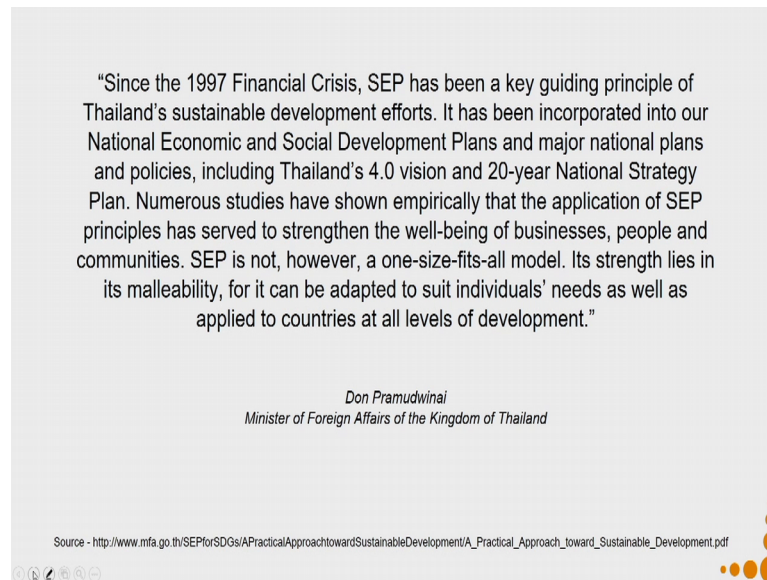 “Since the 1997 Financial Crisis, SEP has been a key guiding principle of
Thailand’s sustainable development efforts. It has been incorporated into our
National Economic and Social Development Plans and major national plans
and policies, including Thailand’s 4.0 vision and 20-year National Strategy
Plan. Numerous studies have shown empirically that the application of SEP
principles has served to strengthen the well-being of businesses, people and
communities. SEP is not, however, a one-size-fits-all model. Its strength lies in
its malleability, for it can be adapted to suit individuals’ needs as well as
applied to countries at all levels of development.”
Don Pramudwinai
Minister of Foreign Affairs of the Kingdom of Thailand
Source - http://www.mfa.go.th/SEPforSDGs/APracticalApproachtowardSustainableDevelopment/A_Practical_Approach_toward_Sustainable_Development.pdf